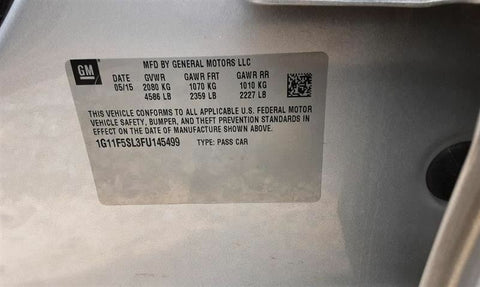 GM
MFD BY GENERAL MOTORS LLC
DATE GVWR GAWR FRT GAWR RR
05/15 2080 KG 1070 KG 1010 KG
4586 LB 2359 LB 2227 LB
THIS VEHICLE CONFORMS TO ALL APPLICABLE U.S. FEDERAL MOTOR
VEHICLE SAFETY, BUMPER, AND THEFT PREVENTION STANDARDS IN
EFFECT ON THE DATE OF MANUFACTURE SHOWN ABOVE.
1G11F5SL3FU145499 TYPE: PASS CAR